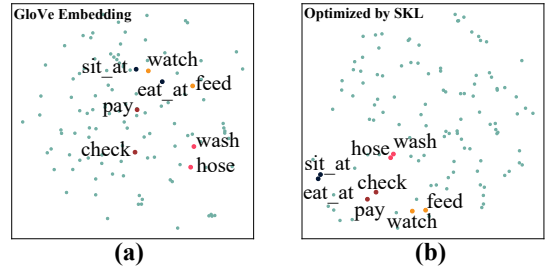 GloVe Embedding
sit_at
watch
eat_at
feed
pay
check
wash
hose
(a)
Optimized by SKL
hose
wash
sit_at
eat_at
check
pay
watch
feed
(b)